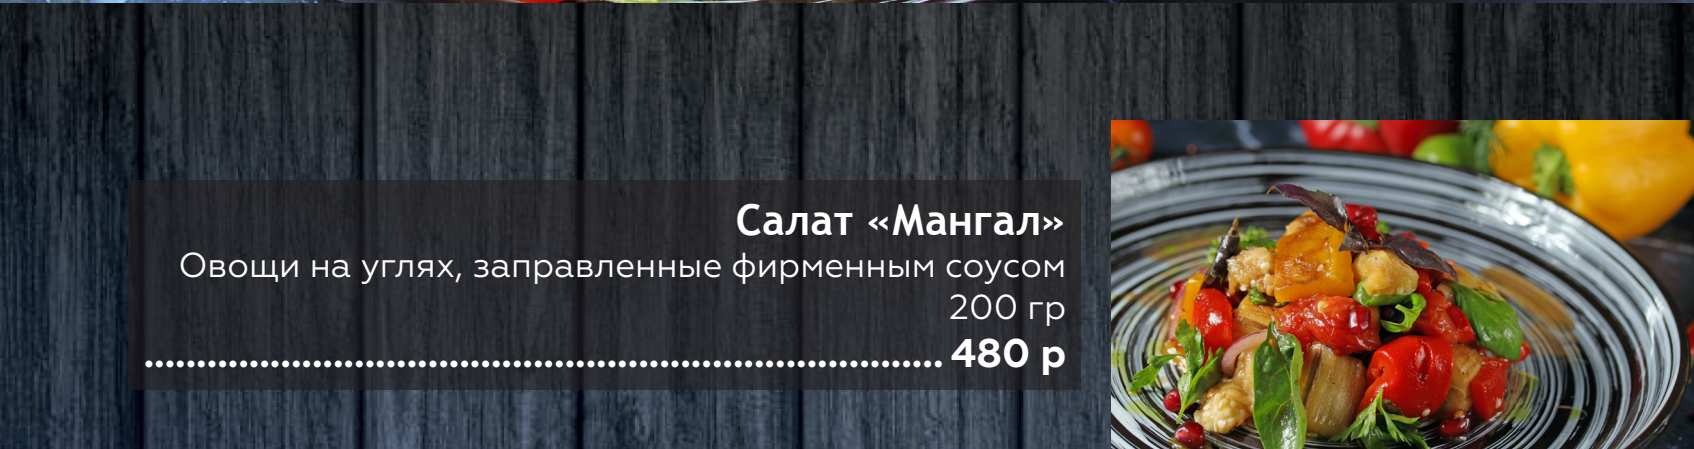 Салат «Мангал»
Овощи на углях, заправленные фирменным соусом
200 гр
............................................................................ 480 р